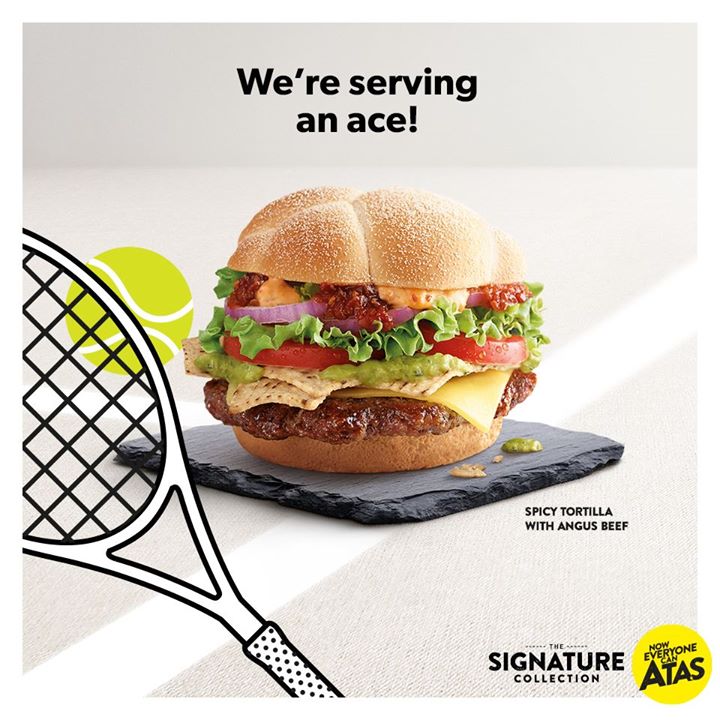 We're serving
an ace!
SPICY TORTILLA
WITH ANGUS BEEF
THE
SIGNATURE
COLLECTION
NOW
EVERYONE
CAN
ATAS